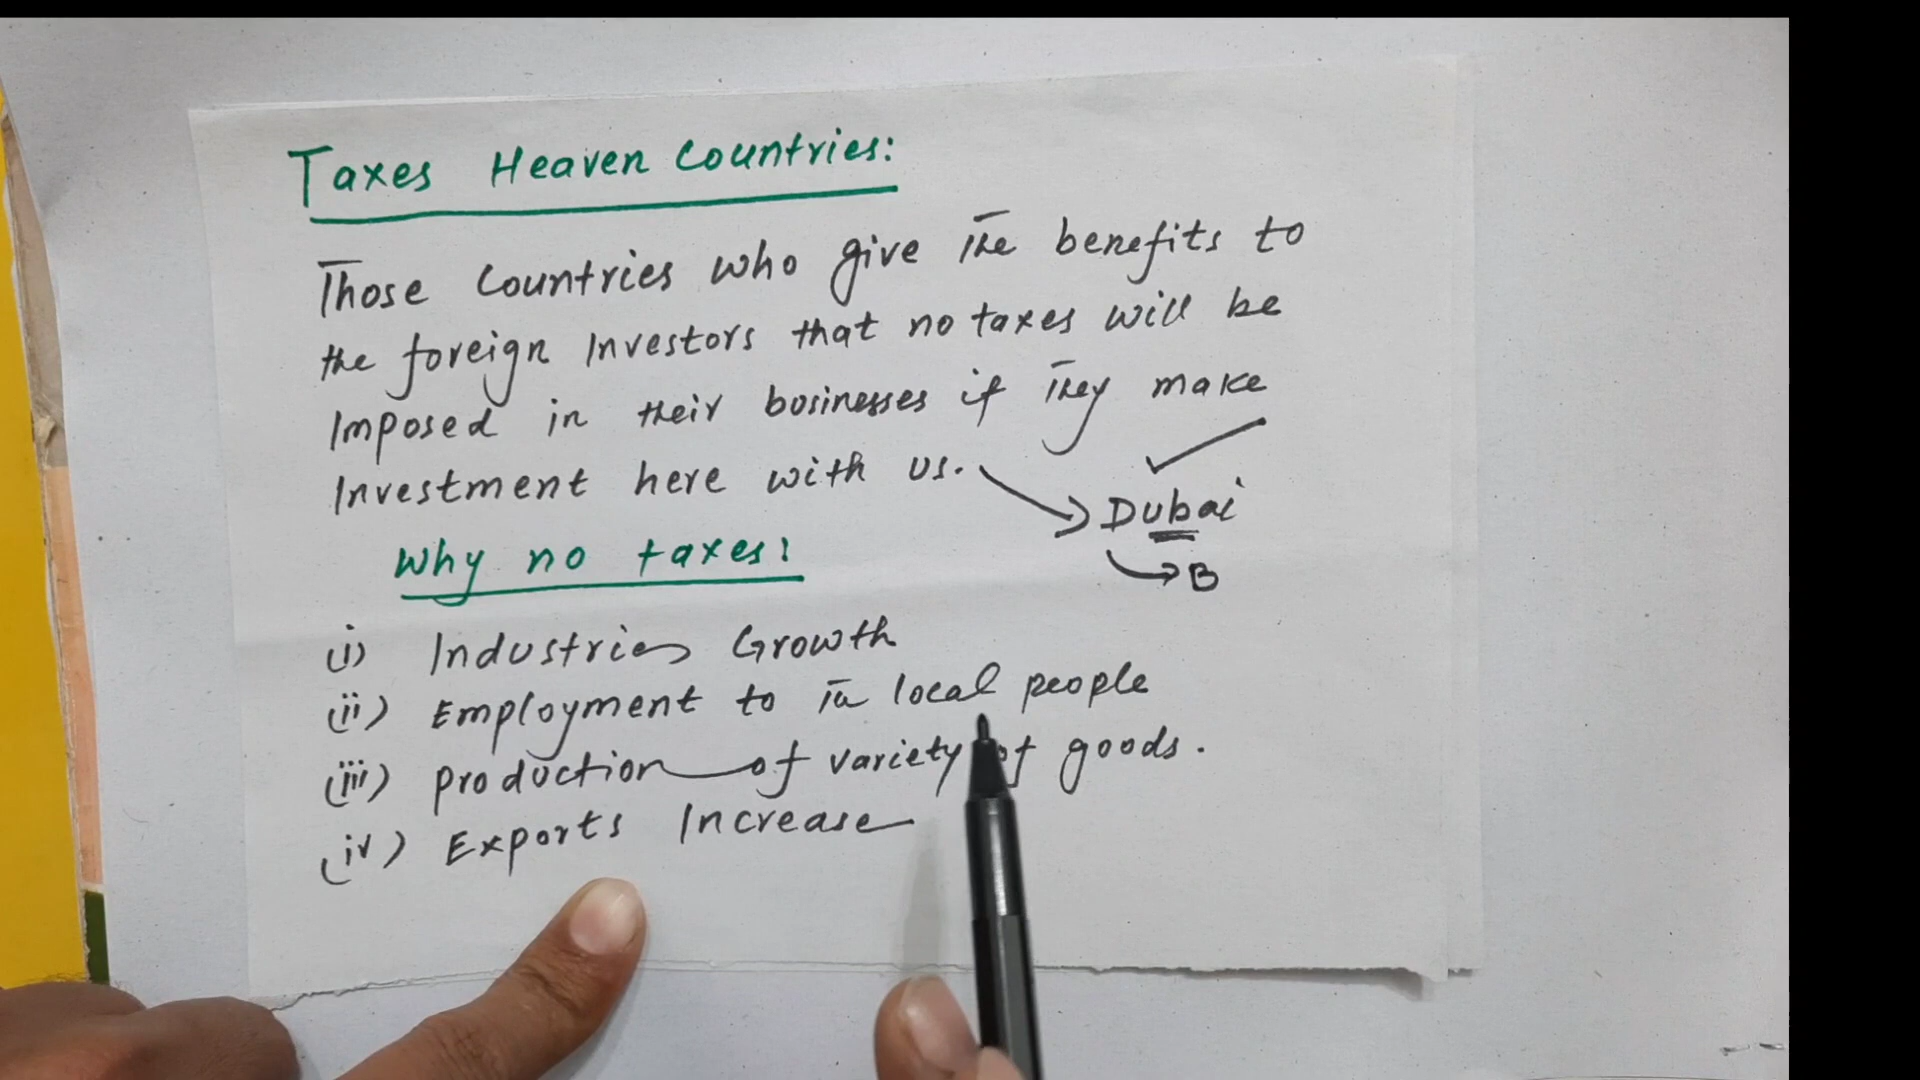 Taxes Heaven Countries:
Those Countries who give the benefits to
the foreign Investors that no taxes will be
Imposed in their businesses if they make
Investment here with us.
Dubai
B
Why no taxes:
(i) Industries Growth
(ii) Employment to the local people
(iii) Production of variety of goods.
(iv) Exports Increase